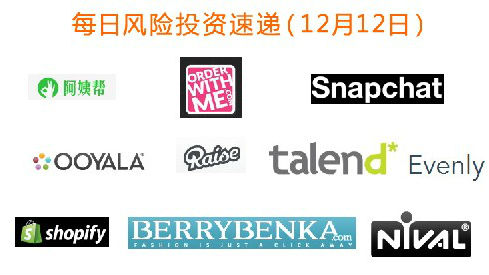 每日风险投资速递(12月12日)
阿姨帮
ORDER
WITH
ME.com
Snapchat
OOYALA
Raise
talend*
Evenly
shopify
BERRYBENKA.com
FASHION IS JUST A CLICK AWAY
NIVAL®